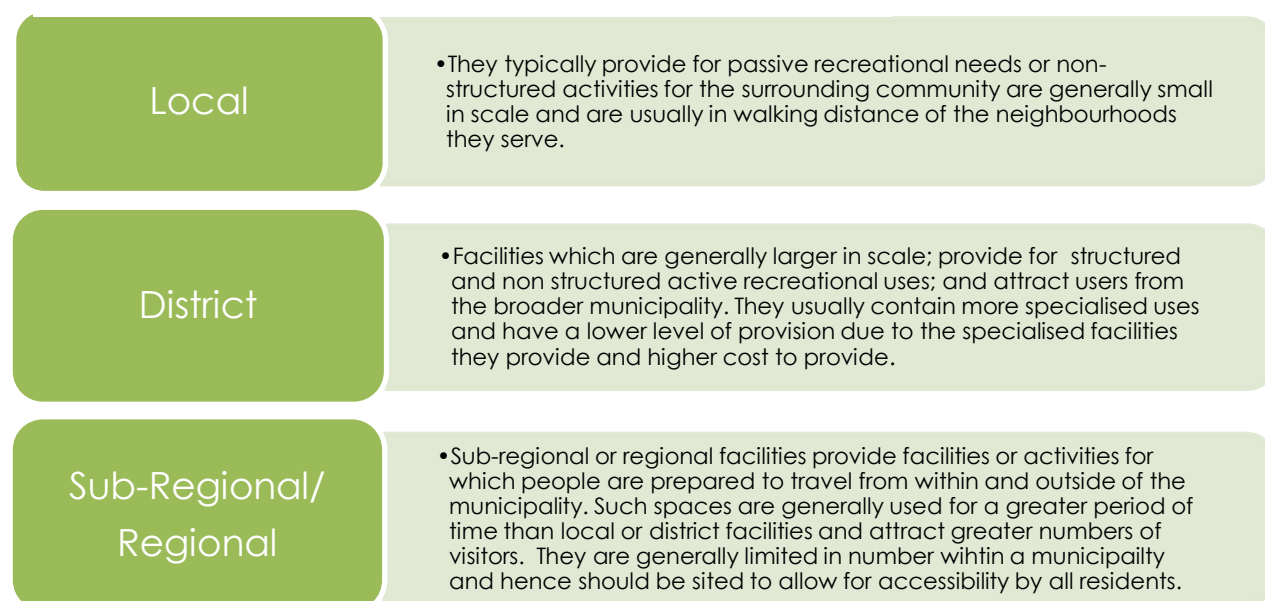 Local
•They typically provide for passive recreational needs or non-
structured activities for the surrounding community are generally small
in scale and are usually in walking distance of the neighbourhoods
they serve.
District
•Facilities which are generally larger in scale; provide for structured
and non structured active recreational uses; and attract users from
the broader municipality. They usually contain more specialised uses
and have a lower level of provision due to the specialised facilities
they provide and higher cost to provide.
Sub-Regional/
Regional
•Sub-regional or regional facilities provide facilities or activities for
which people are prepared to travel from within and outside of the
municipality. Such spaces are generally used for a greater period of
time than local or district facilities and attract greater numbers of
visitors. They are generally limited in number wihtin a municipailty
and hence should be sited to allow for accessibility by all residents.